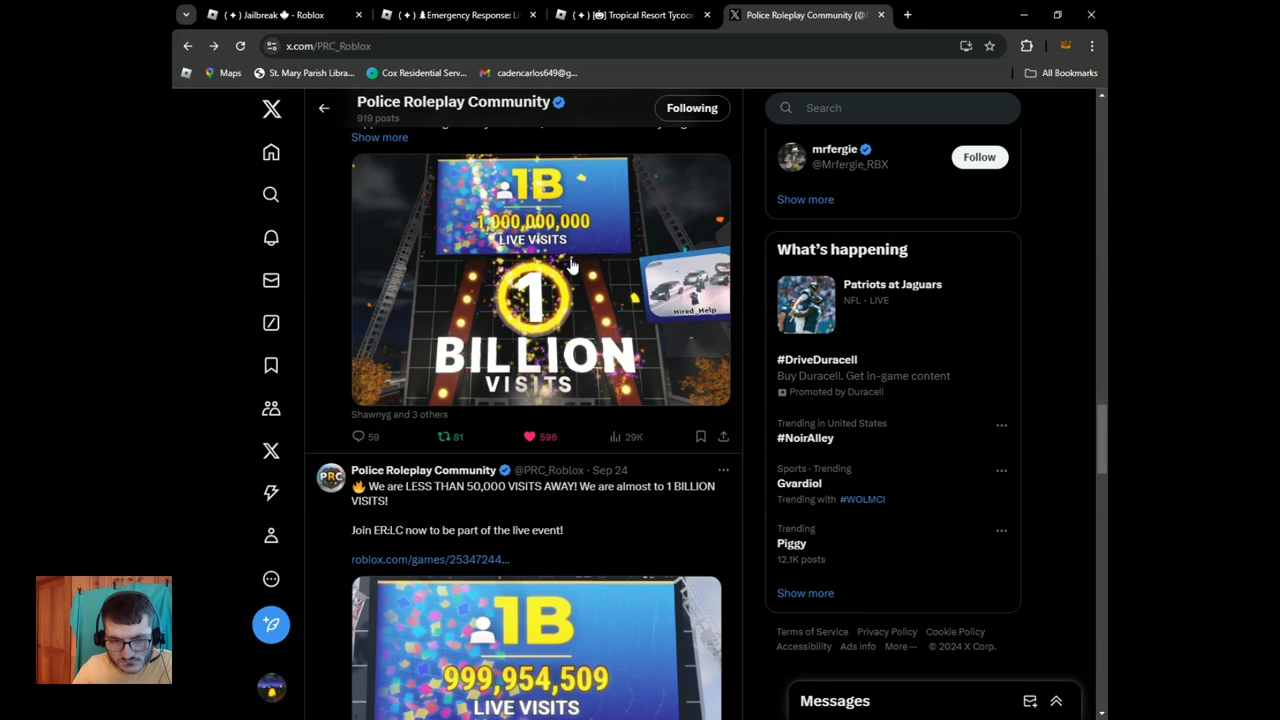 ( ✦ ) Jailbreak 🍁 - Roblox
( ✦ ) 🌲Emergency Response: Li
( ✦ ) [🎃] Tropical Resort Tycoon
Police Roleplay Community (@
x.com/PRC_Roblox
Maps
St. Mary Parish Libra...
Cox Residential Serv...
cadencarlos649@g...
All Bookmarks
Police Roleplay Community
919 posts
Following
Show more
1B
1,000,000,000
LIVE VISITS
1
BILLION
VISITS
Hired_Help
Shawnyg and 3 others
59
81
596
29K
PRC
Police Roleplay Community @PRC_Roblox · Sep 24
🔥 We are LESS THAN 50,000 VISITS AWAY! We are almost to 1 BILLION
VISITS!
Join ER:LC now to be part of the live event!
roblox.com/games/25347244...
1B
999,954,509
LIVE VISITS
Search
mrfergie
@Mrfergie_RBX
Follow
Show more
What's happening
Patriots at Jaguars
NFL · LIVE
#DriveDuracell
Buy Duracell. Get in-game content
Promoted by Duracell
Trending in United States
#NoirAlley
Sports · Trending
Gvardiol
Trending with #WOLMCI
Trending
Piggy
12.1K posts
Show more
Terms of Service Privacy Policy Cookie Policy
Accessibility Ads info More ··· © 2024 X Corp.
Messages